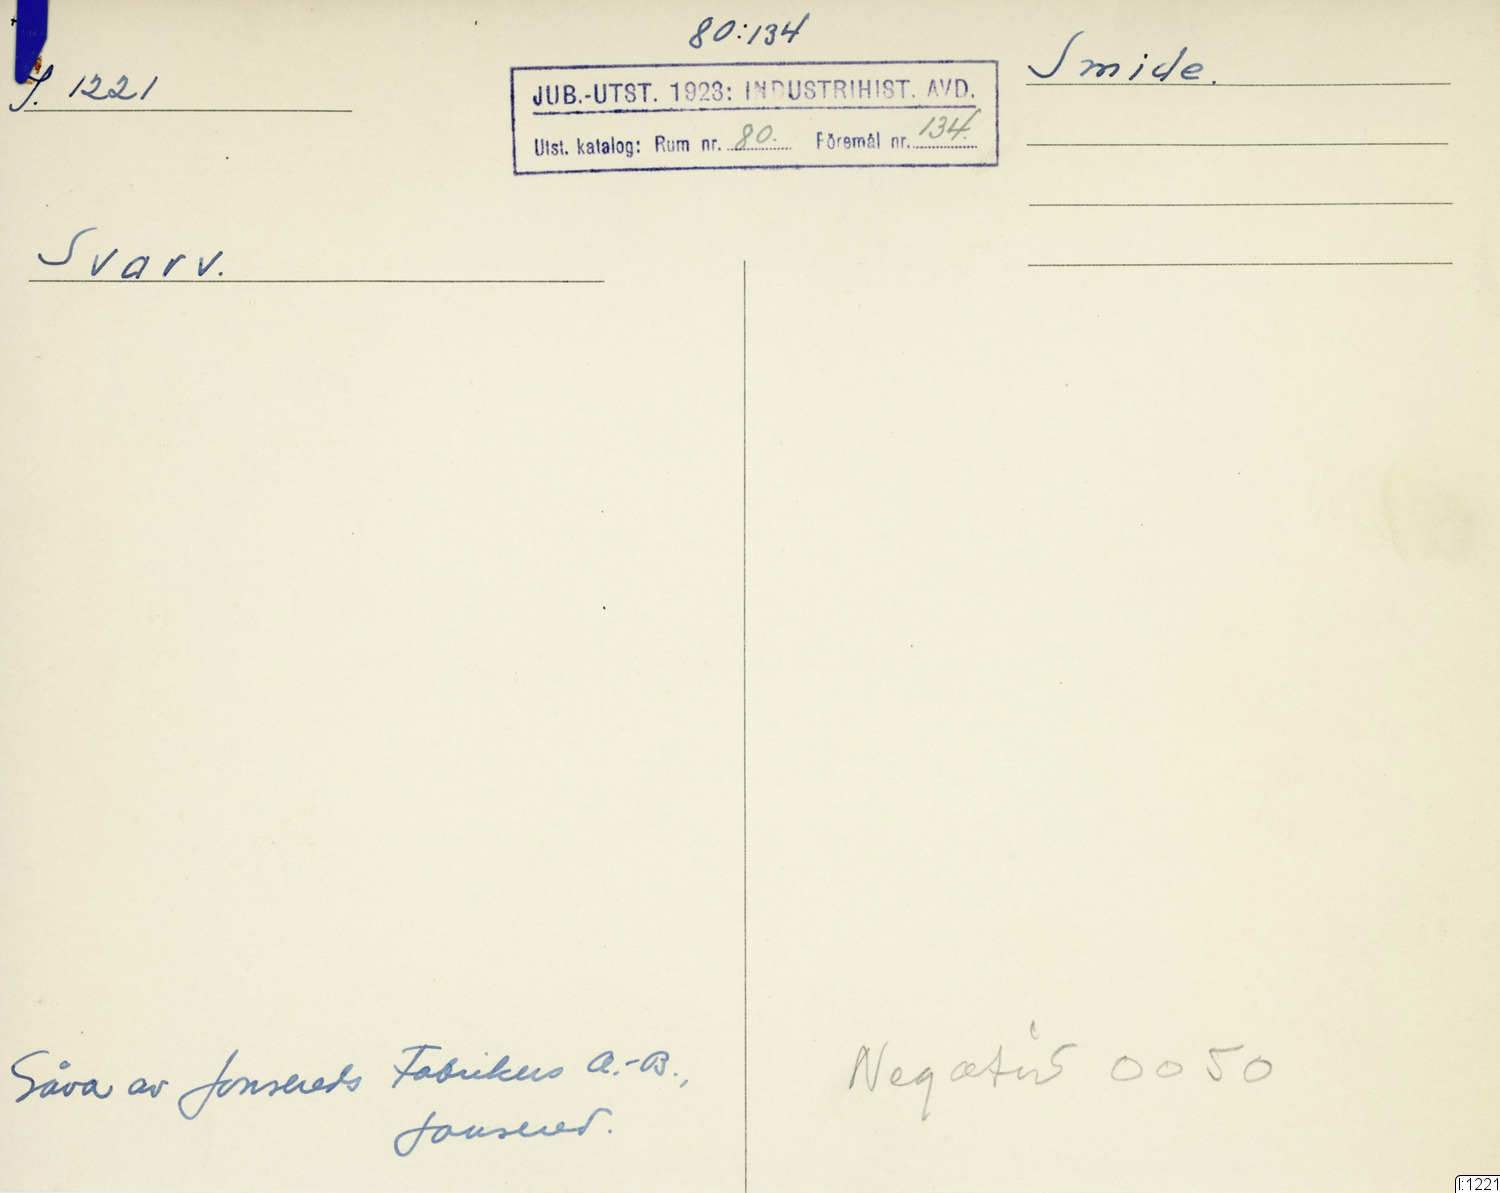 80:134
I. 1221
Smide.
JUB.-UTST. 1923: INDUSTRIHIST. AVD.
Utst. katalog: Rum nr. 80. Föremål nr. 134.
Svarv.
Gåva av Jonsereds Fabrikers A.-B.,
Jonsered.
Negativ 0050
I:1221